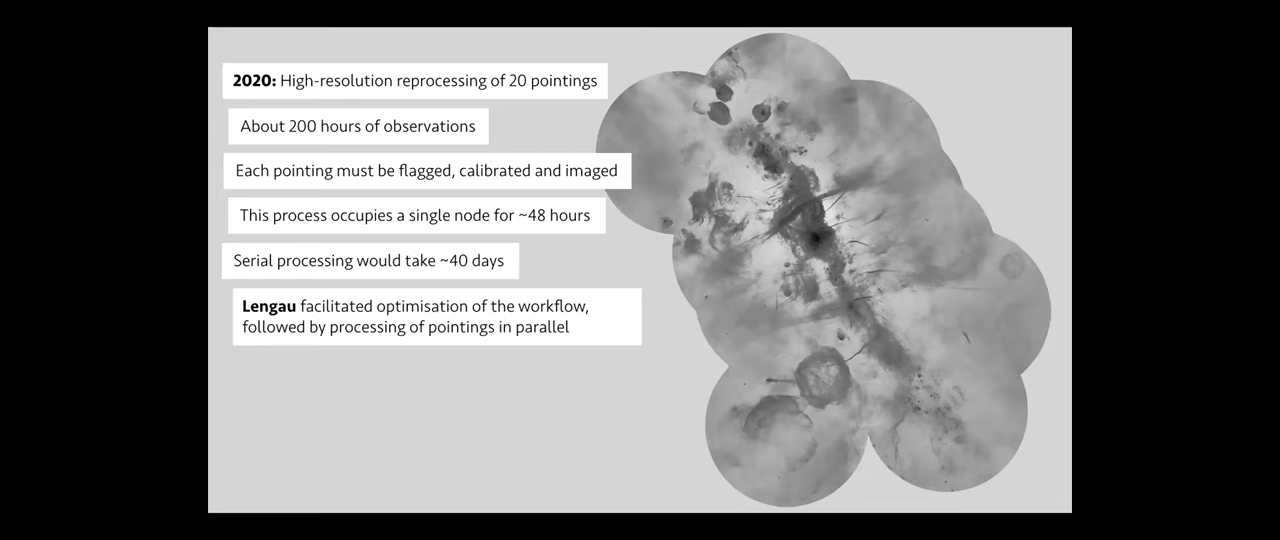 2020: High-resolution reprocessing of 20 pointings
About 200 hours of observations
Each pointing must be flagged, calibrated and imaged
This process occupies a single node for ~48 hours
Serial processing would take ~40 days
Lengau facilitated optimisation of the workflow,
followed by processing of pointings in parallel